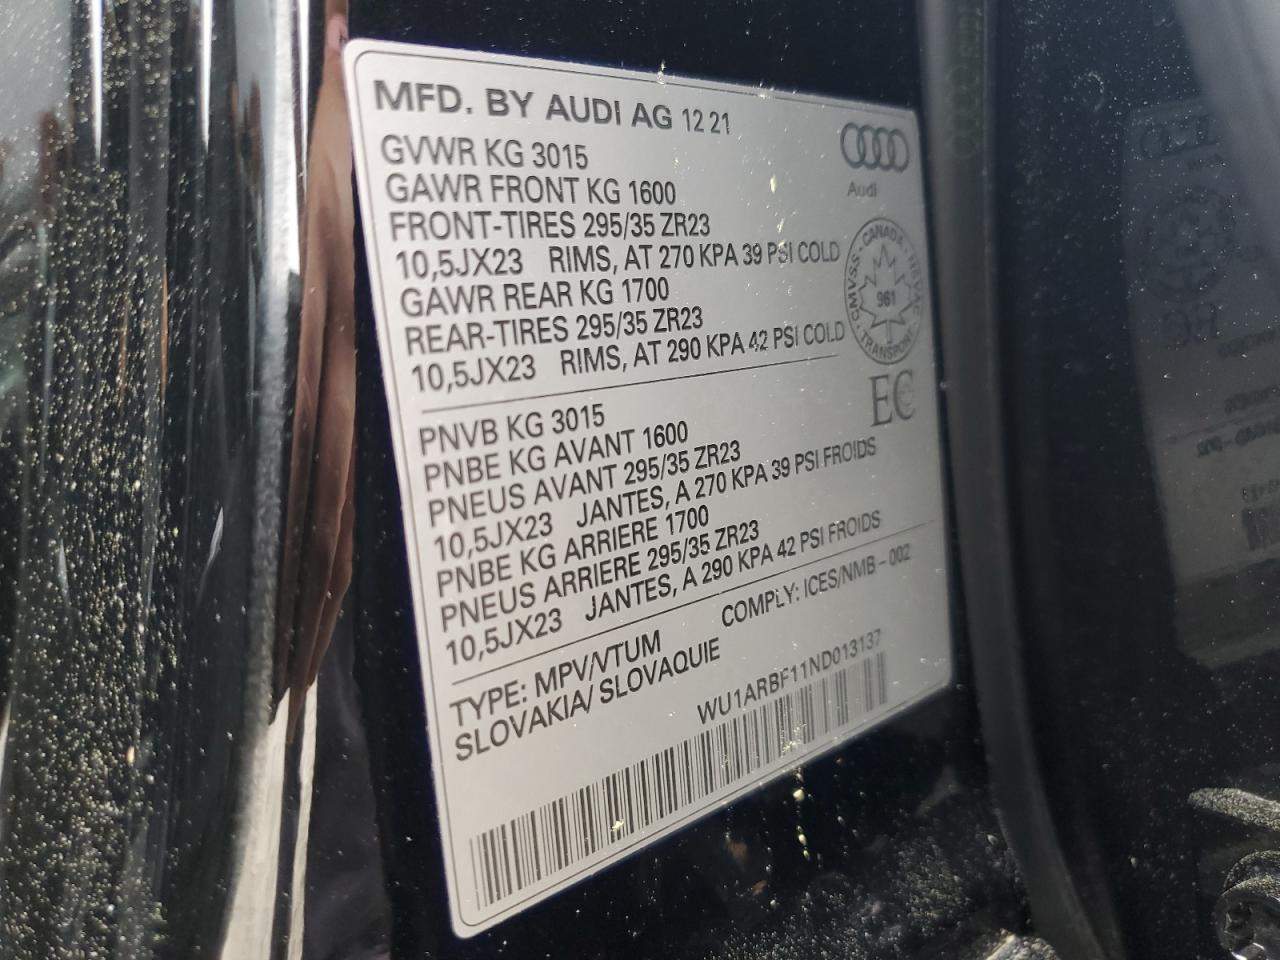 MFD. BY AUDI AG 12 21
GVWR KG 3015
GAWR FRONT KG 1600
FRONT-TIRES 295/35 ZR23
10,5JX23 RIMS, AT 270 KPA 39 PSI COLD
GAWR REAR KG 1700
REAR-TIRES 295/35 ZR23
10,5JX23 RIMS, AT 290 KPA 42 PSI COLD
Audi
CMVSS - CANADA - NSVAC
961
TRANSPORT
EC
PNVB KG 3015
PNBE KG AVANT 1600
PNEUS AVANT 295/35 ZR23
10,5JX23 JANTES, A 270 KPA 39 PSI FROIDS
PNBE KG ARRIERE 1700
PNEUS ARRIERE 295/35 ZR23
10,5JX23 JANTES, A 290 KPA 42 PSI FROIDS
TYPE: MPV/VTUM COMPLY: ICES/NMB - 002
SLOVAKIA/ SLOVAQUIE
WU1ARBF11ND013137